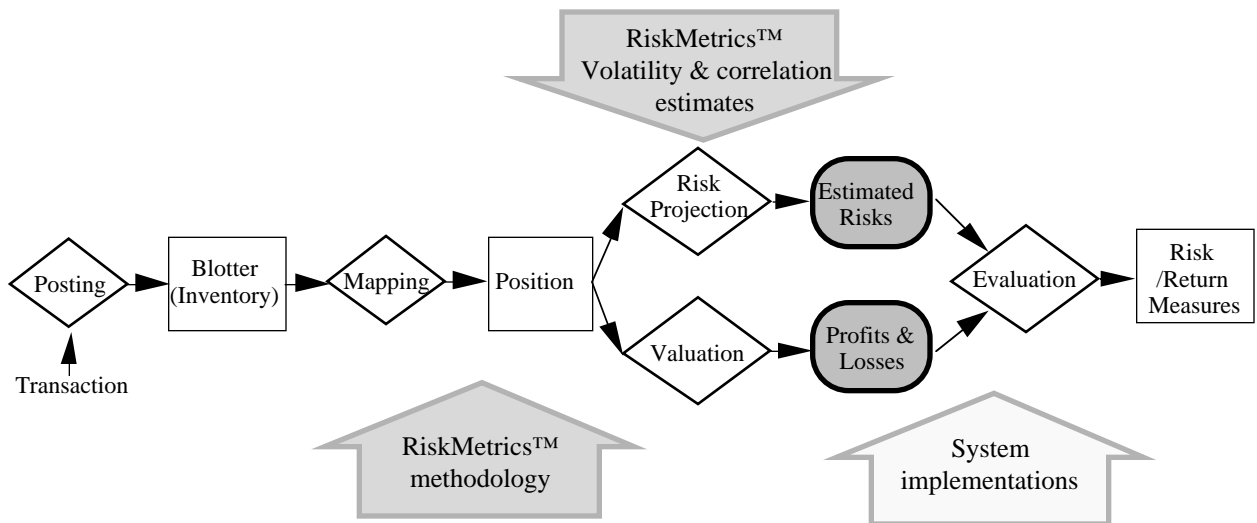 RiskMetrics™
Volatility & correlation
estimates
Risk
Projection
Estimated
Risks
Posting
Blotter
(Inventory)
Mapping
Position
Evaluation
Risk
/Return
Measures
Valuation
Profits &
Losses
Transaction
RiskMetrics™
methodology
System
implementations